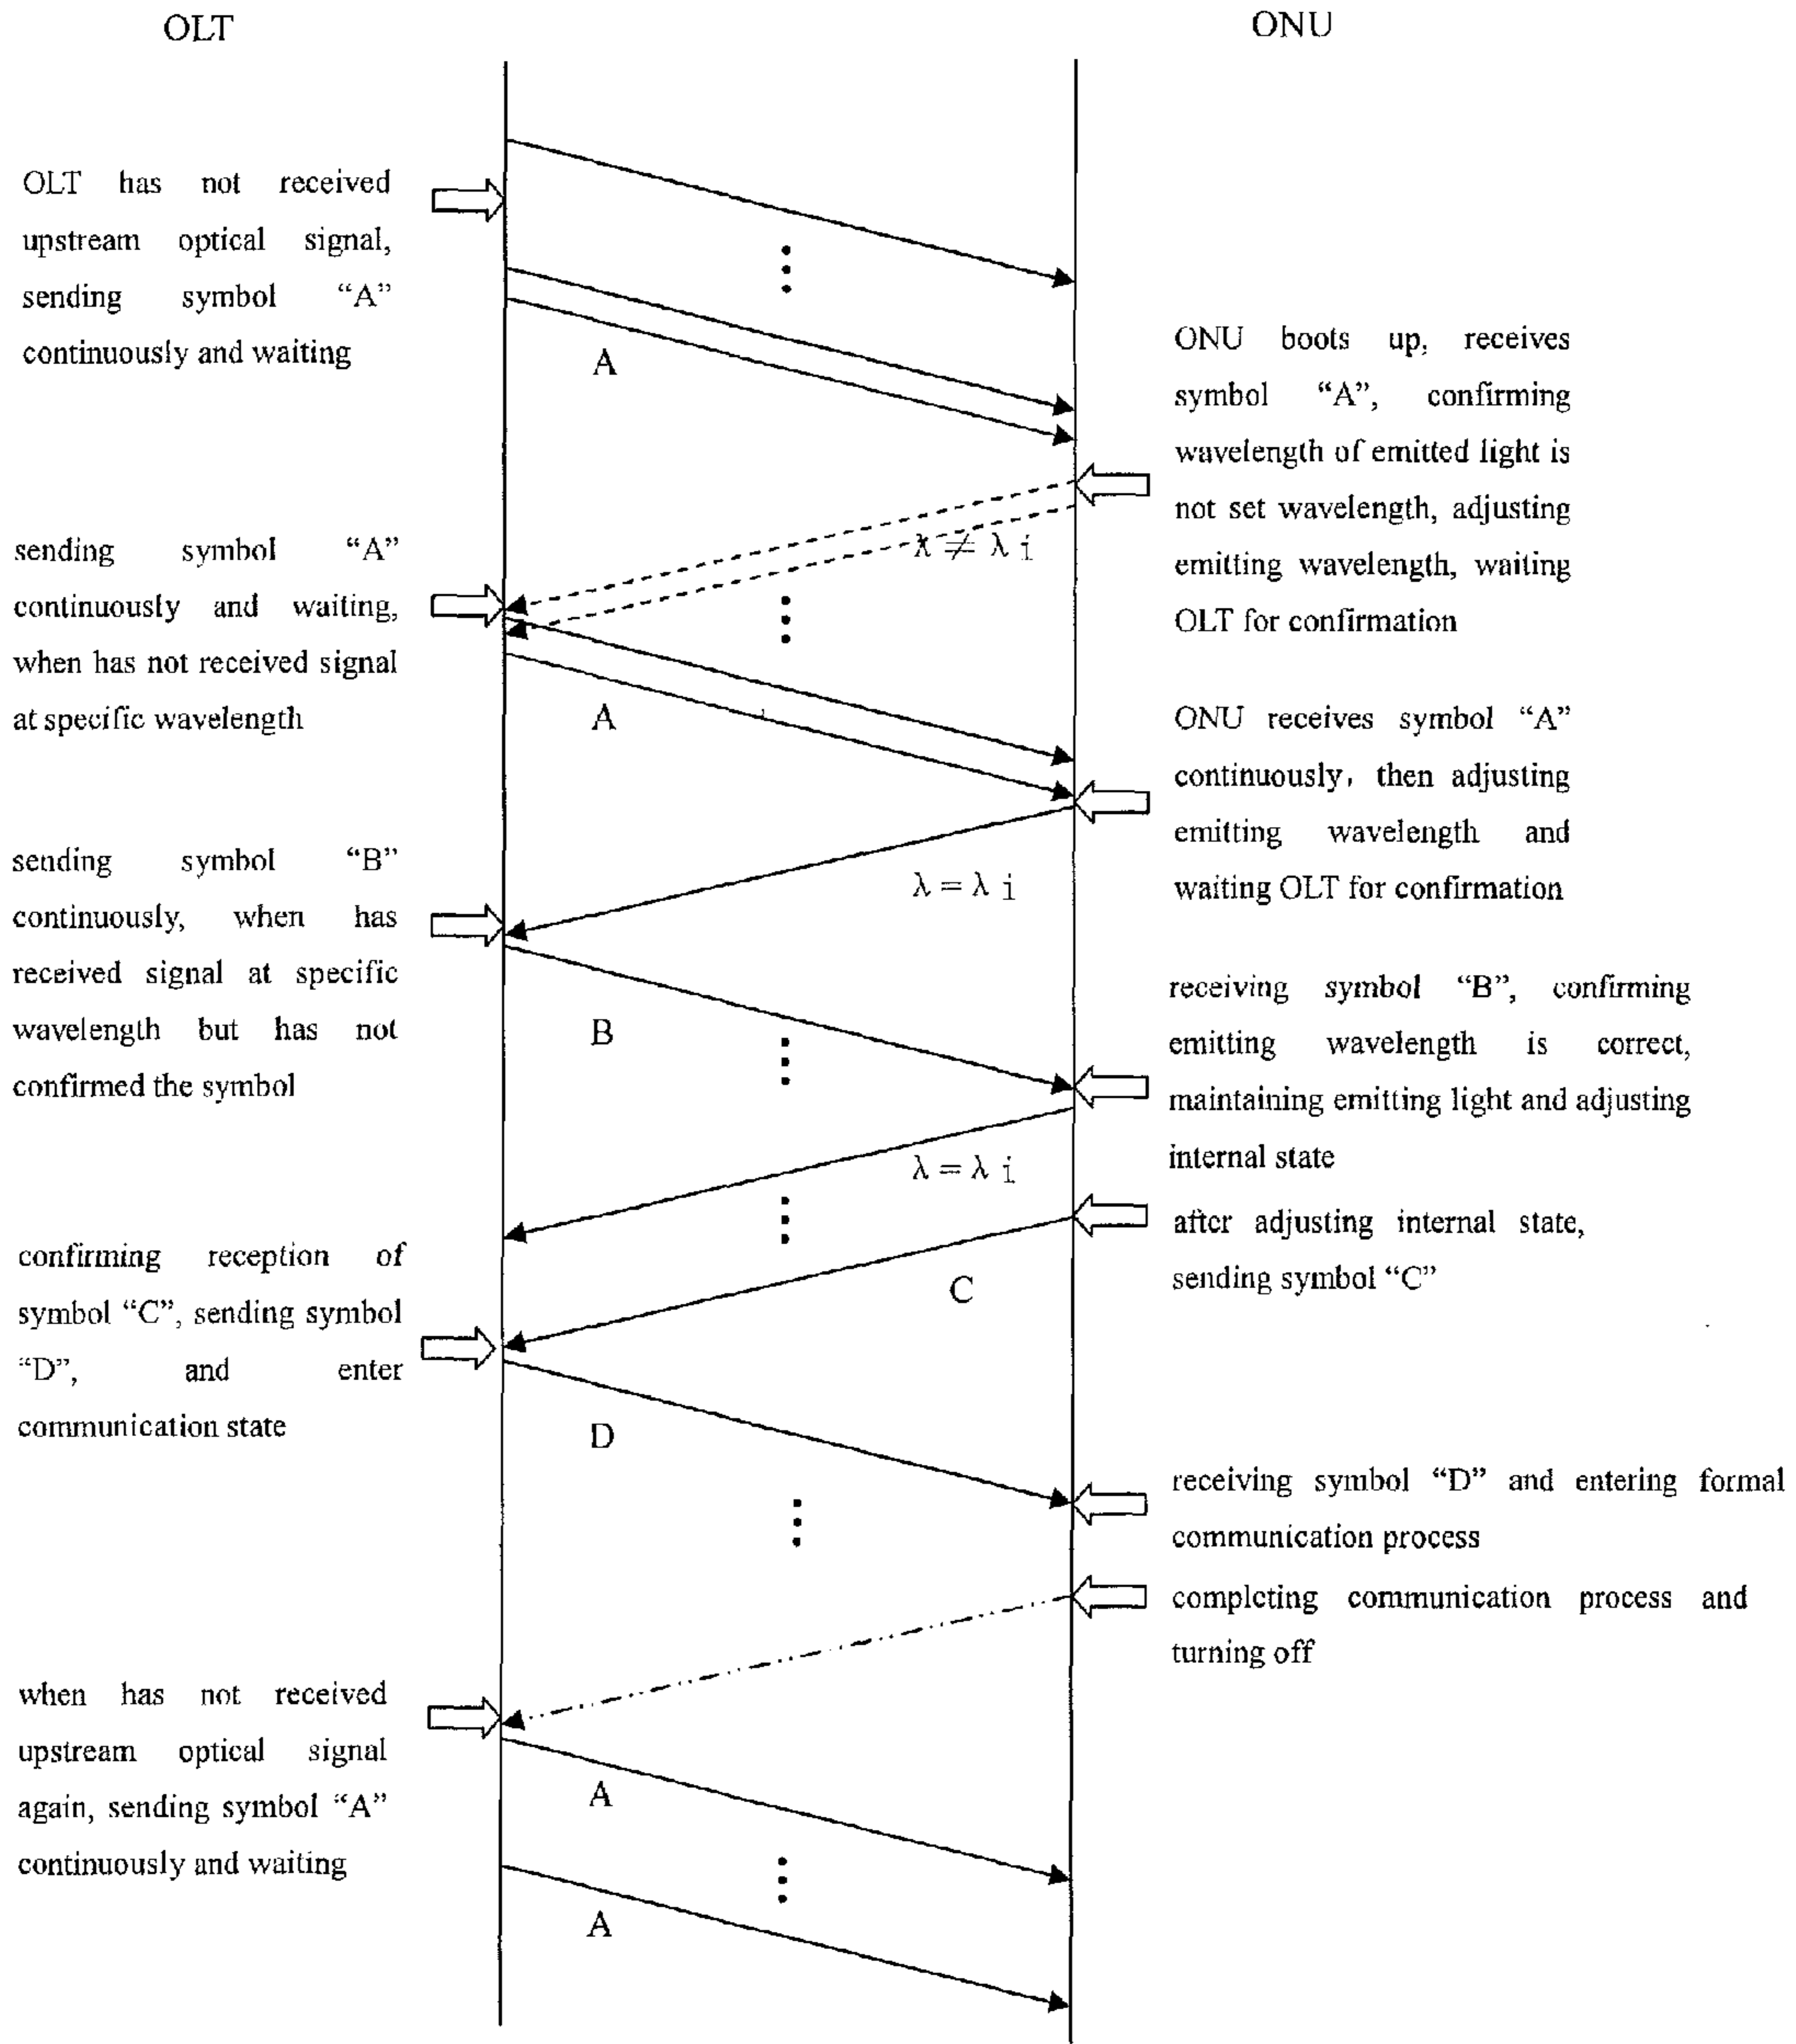 OLT
ONU
OLT has not received
upstream optical signal,
sending symbol “A”
continuously and waiting
A
ONU boots up, receives
symbol “A”, confirming
wavelength of emitted light is
not set wavelength, adjusting
emitting wavelength, waiting
OLT for confirmation
λ ≠ λ i
sending symbol “A”
continuously and waiting,
when has not received signal
at specific wavelength
A
ONU receives symbol “A”
continuously, then adjusting
emitting wavelength and
waiting OLT for confirmation
λ = λ i
sending symbol “B”
continuously, when has
received signal at specific
wavelength but has not
confirmed the symbol
B
receiving symbol “B”, confirming
emitting wavelength is correct,
maintaining emitting light and adjusting
internal state
λ = λ i
after adjusting internal state,
sending symbol “C”
C
confirming reception of
symbol “C”, sending symbol
“D”, and enter
communication state
D
receiving symbol “D” and entering formal
communication process
completing communication process and
turning off
when has not received
upstream optical signal
again, sending symbol “A”
continuously and waiting
A
A